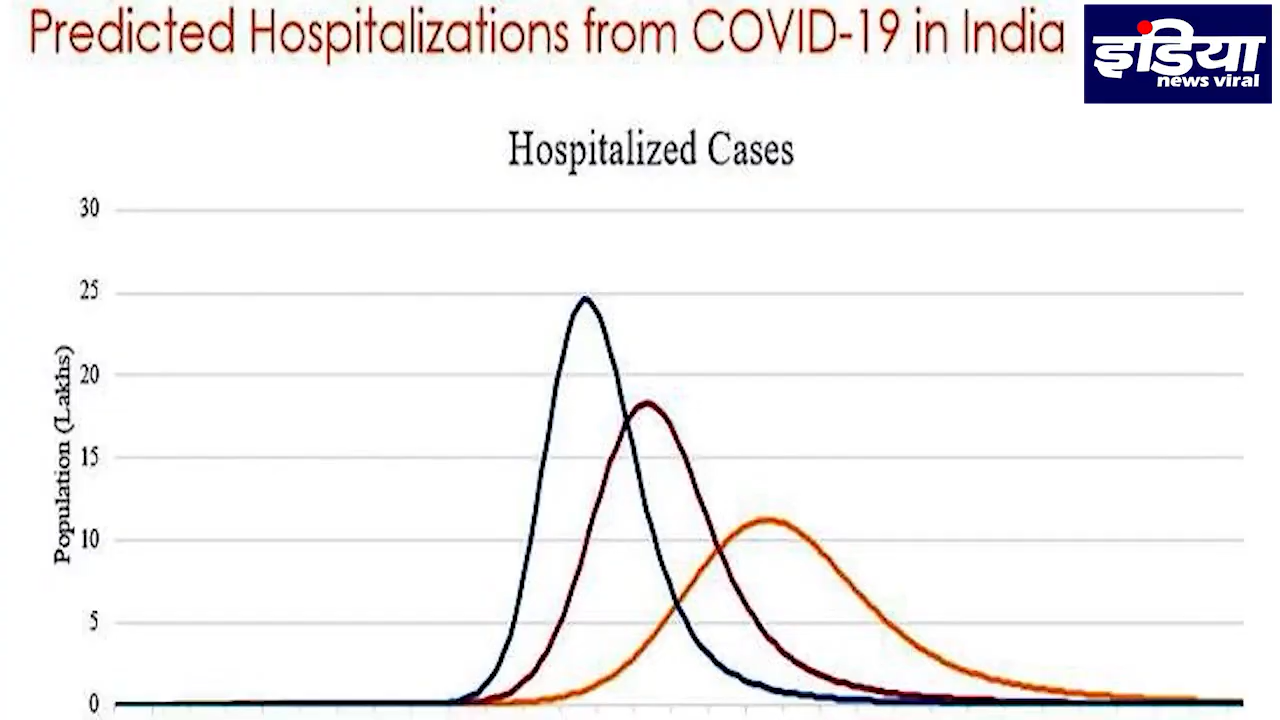 Predicted Hospitalizations from COVID-19 in India
इंडिया
news viral
Hospitalized Cases
Population (Lakhs)
30
25
20
15
10
5
0